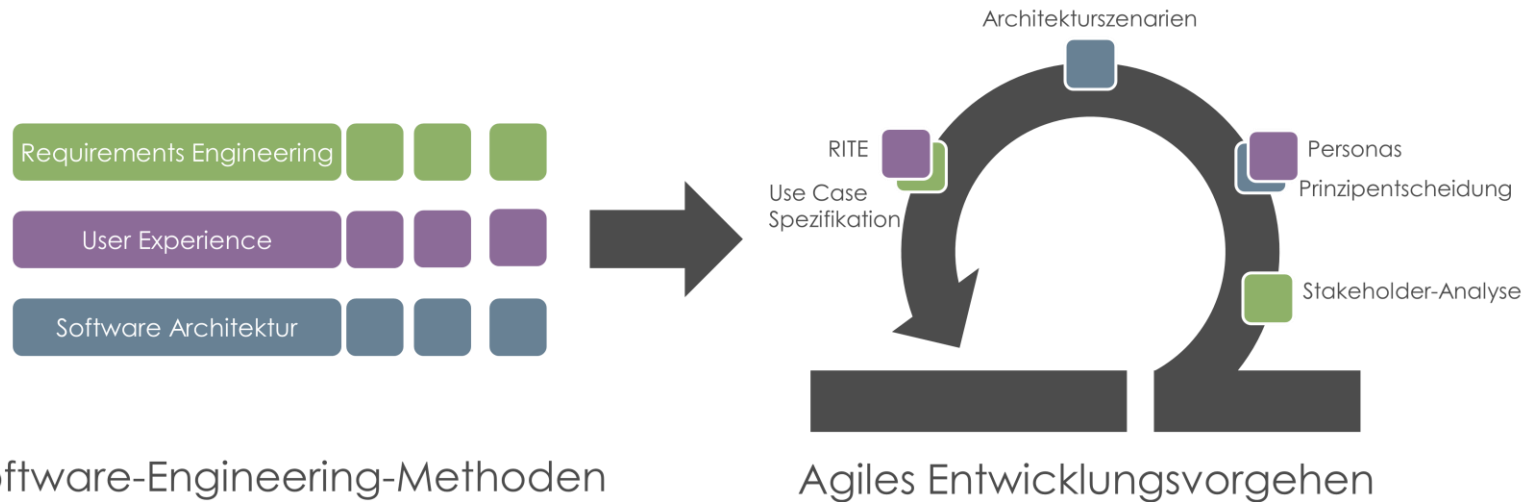 Requirements Engineering
User Experience
Software Architektur
oftware-Engineering-Methoden
Architekturszenarien
RITE
Use Case
Spezifikation
Personas
Prinzipentscheidung
Stakeholder-Analyse
Agiles Entwicklungsvorgehen